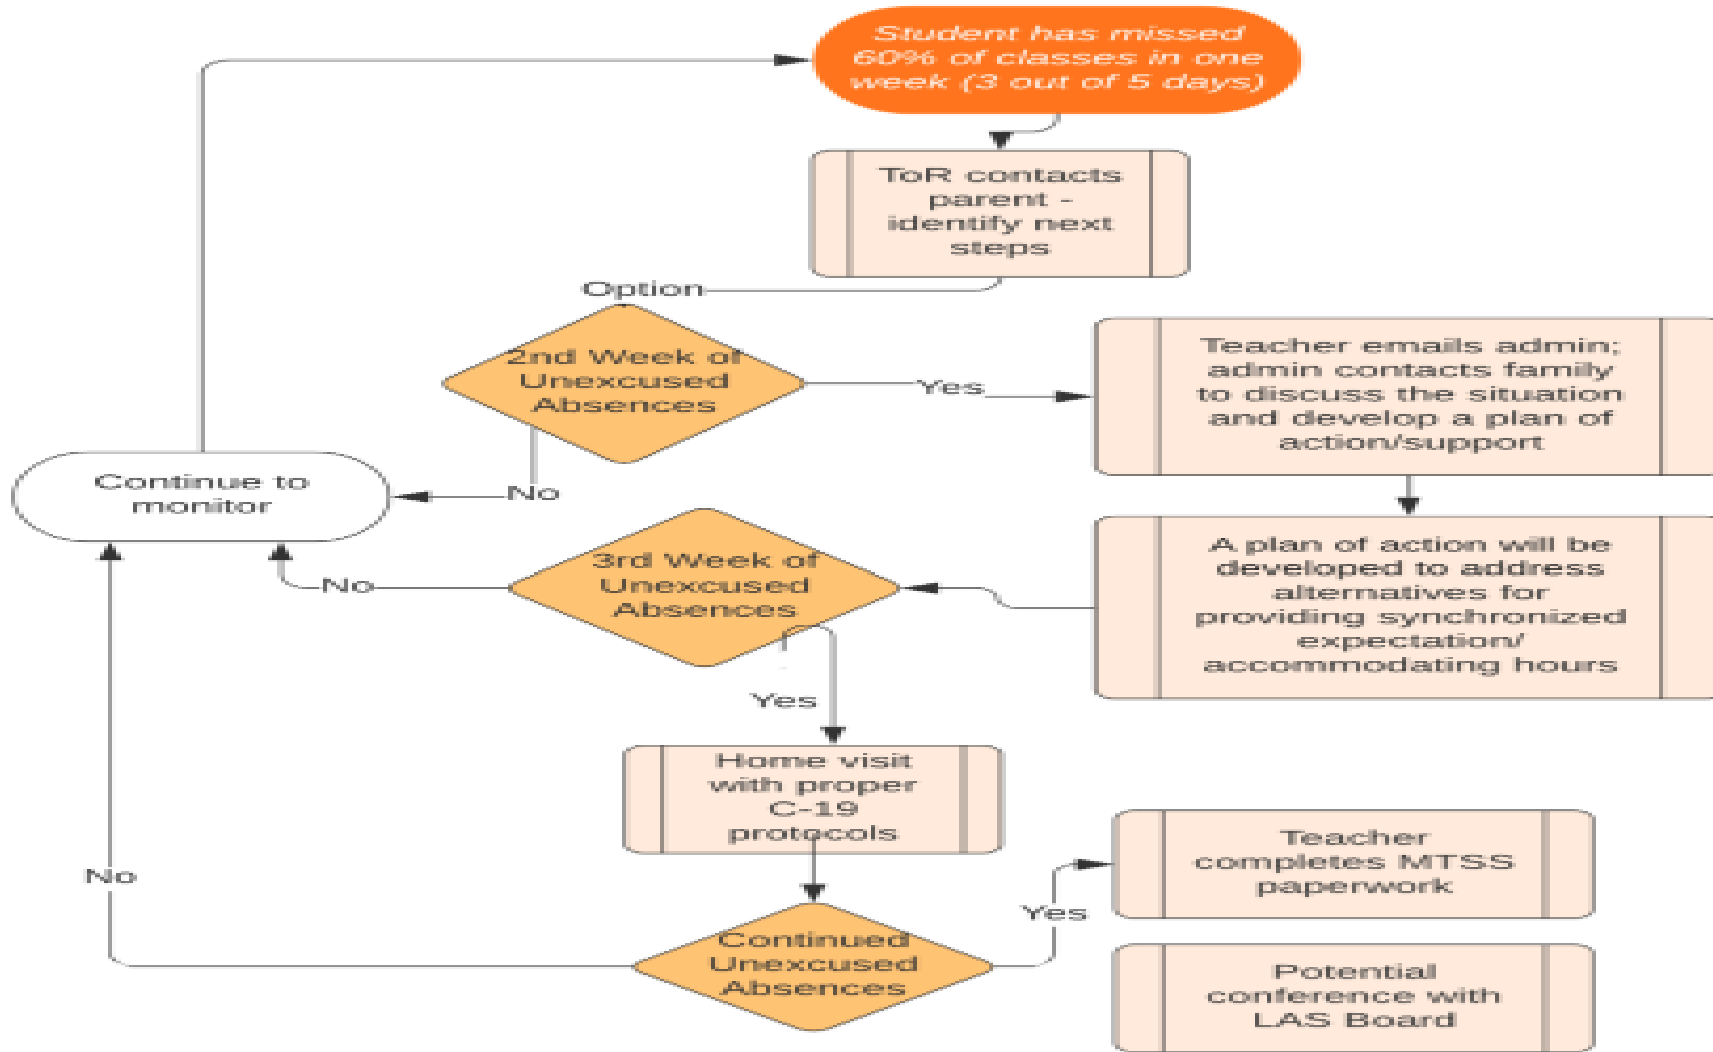 Student has missed
60% of classes in one
week (3 out of 5 days)
ToR contacts
parent -
identify next
steps
Option
2nd Week of
Unexcused
Absences
Yes
Teacher emails admin;
admin contacts family
to discuss the situation
and develop a plan of
action/support
No
Continue to
monitor
A plan of action will be
developed to address
alternatives for
providing synchronized
expectation/
accommodating hours
3rd Week of
Unexcused
Absences
No
Yes
Home visit
with proper
C-19
protocols
No
Continued
Unexcused
Absences
Yes
Teacher
completes MTSS
paperwork
Potential
conference with
LAS Board